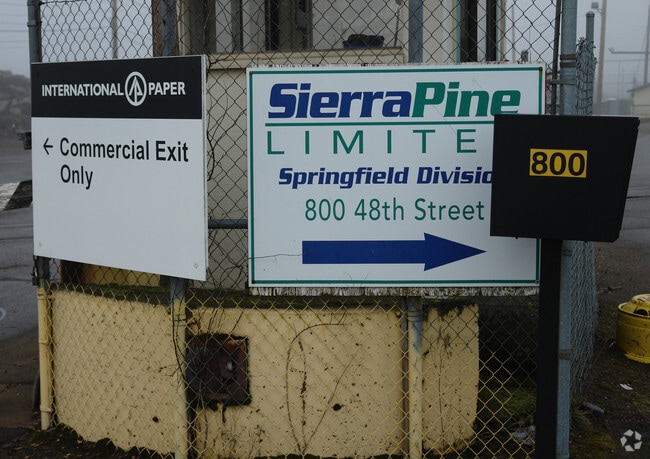 INTERNATIONAL PAPER
← Commercial Exit
Only
SierraPine
LIMITE
Springfield Divisio
800 48th Street
800